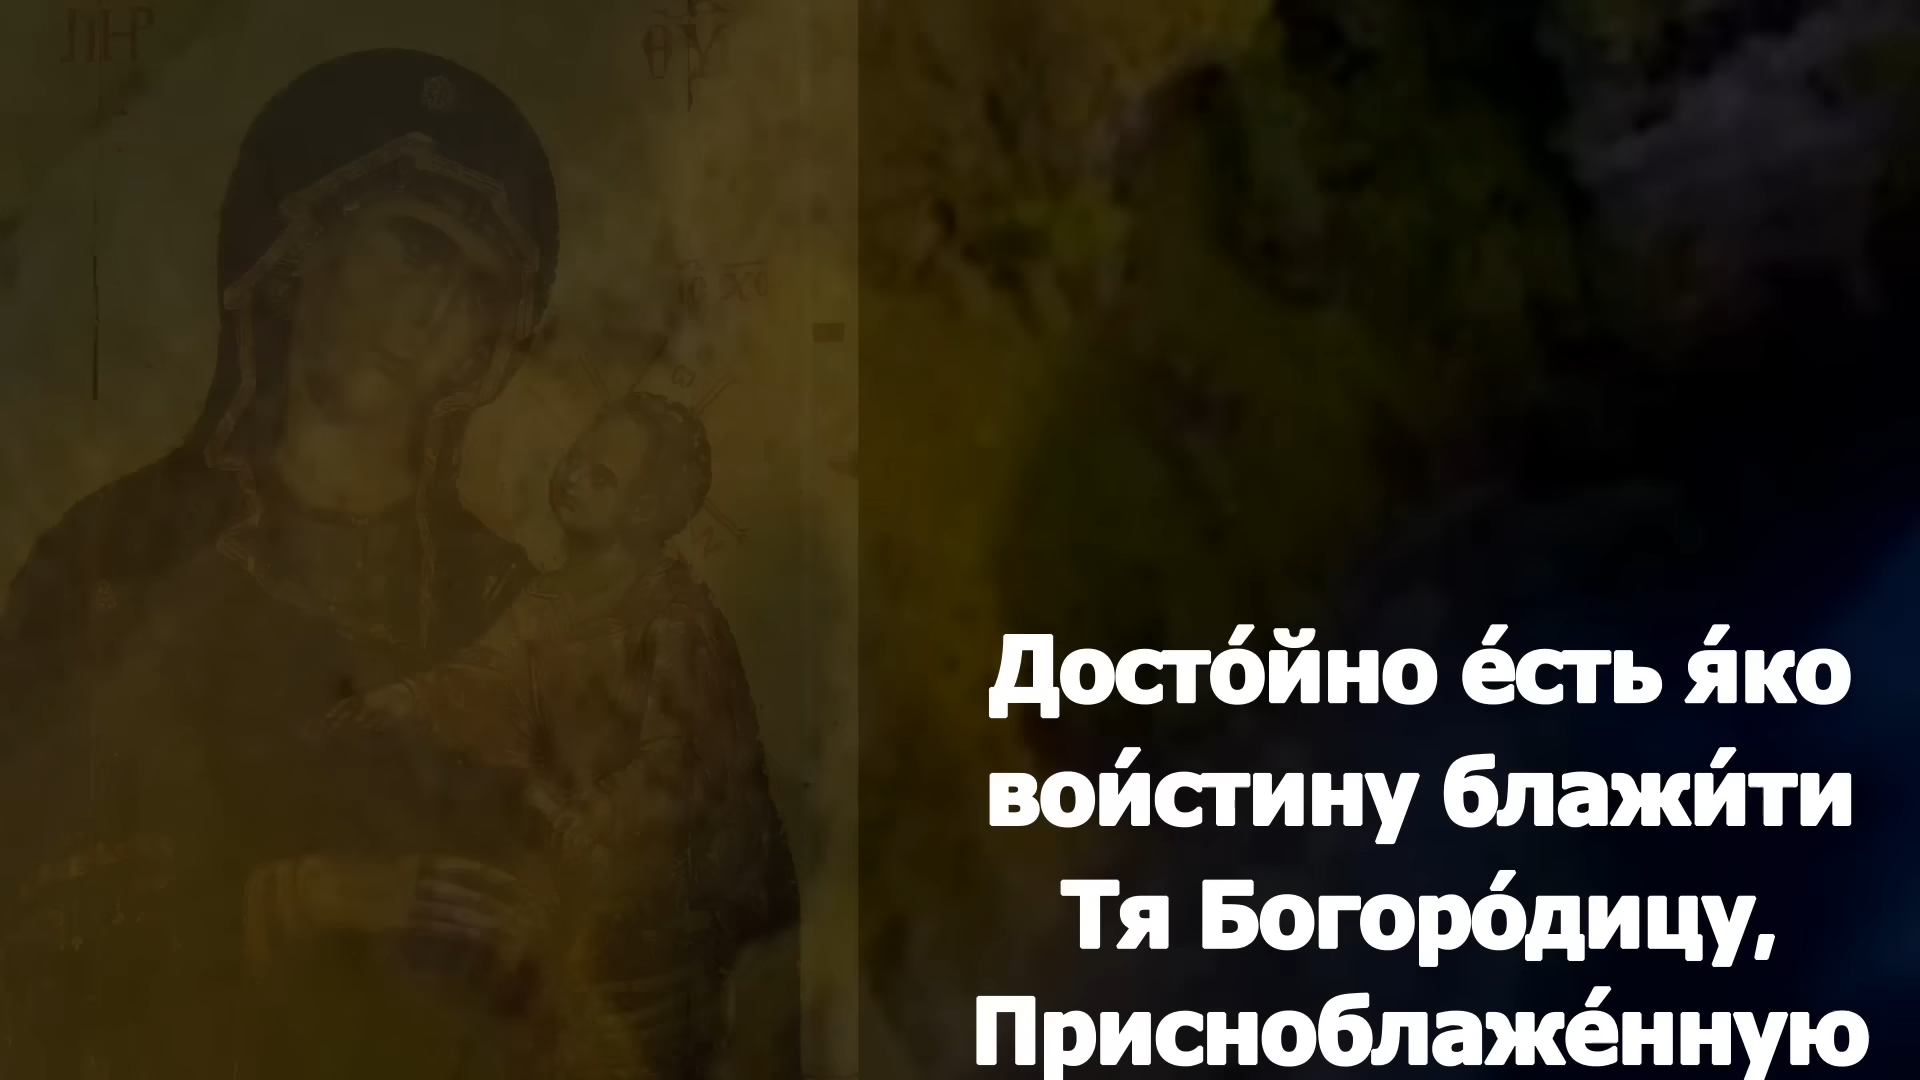 Досто́йно е́сть я́ко
вои́стину блажи́ти
Тя Богоро́дицу,
Присноблаже́нную